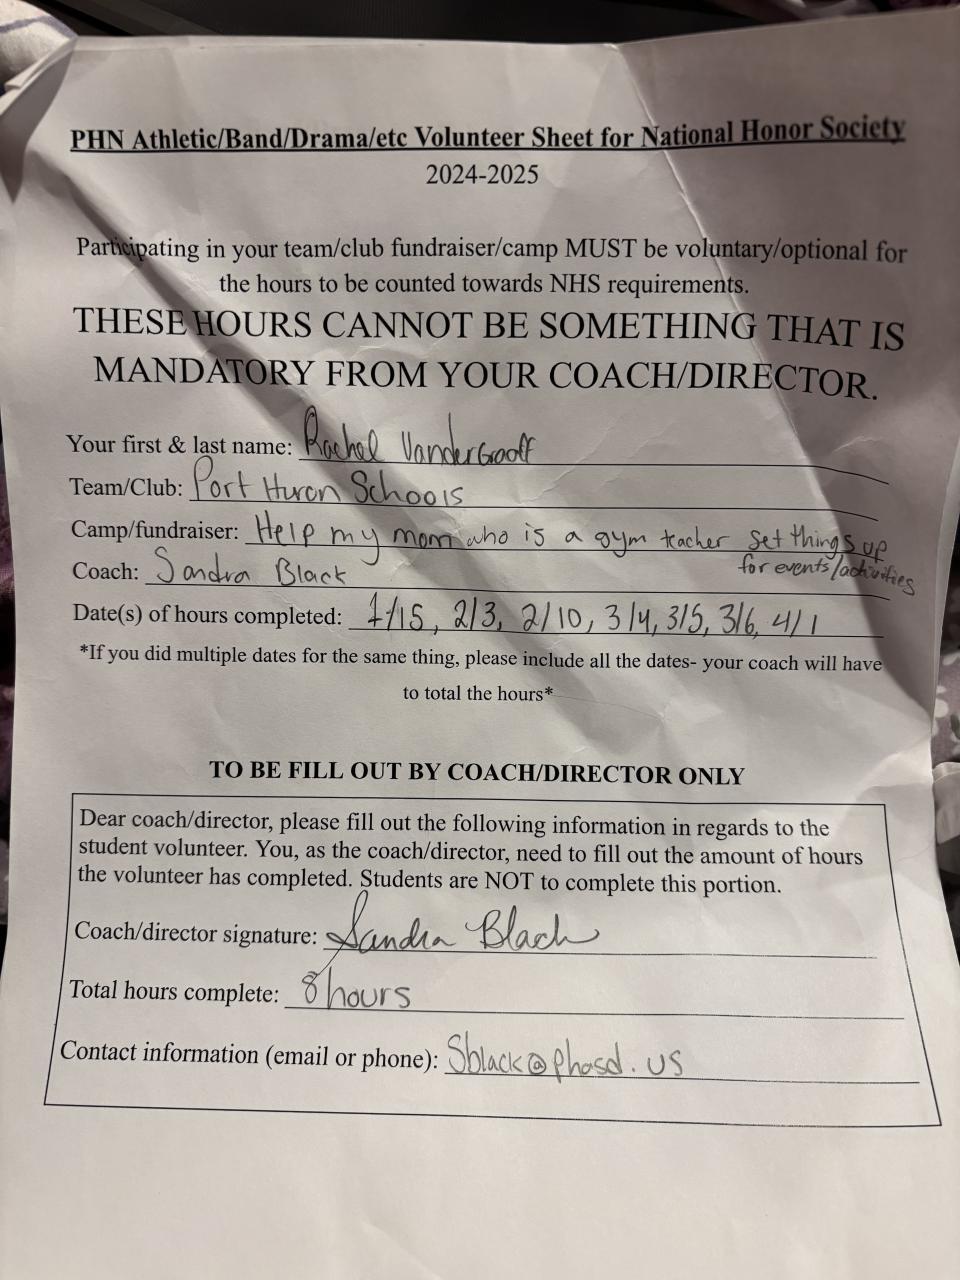 PHN Athletic/Band/Drama/etc Volunteer Sheet for National Honor Society
2024-2025
Participating in your team/club fundraiser/camp MUST be voluntary/optional for
the hours to be counted towards NHS requirements.
THESE HOURS CANNOT BE SOMETHING THAT IS
MANDATORY FROM YOUR COACH/DIRECTOR.
Your first & last name: Rachel VanderGrooff
Team/Club: Port Huron Schools
Camp/fundraiser: Help my mom who is a gym teacher set things up
for events/activities
Coach: Sandra Black
Date(s) of hours completed: 1/15, 2/3, 2/10, 3/4, 3/5, 3/6, 4/1
*If you did multiple dates for the same thing, please include all the dates- your coach will have
to total the hours*
TO BE FILL OUT BY COACH/DIRECTOR ONLY
Dear coach/director, please fill out the following information in regards to the
student volunteer. You, as the coach/director, need to fill out the amount of hours
the volunteer has completed. Students are NOT to complete this portion.
Coach/director signature: Sandra Black
Total hours complete: 8 hours
Contact information (email or phone): Sblack@phasd.us